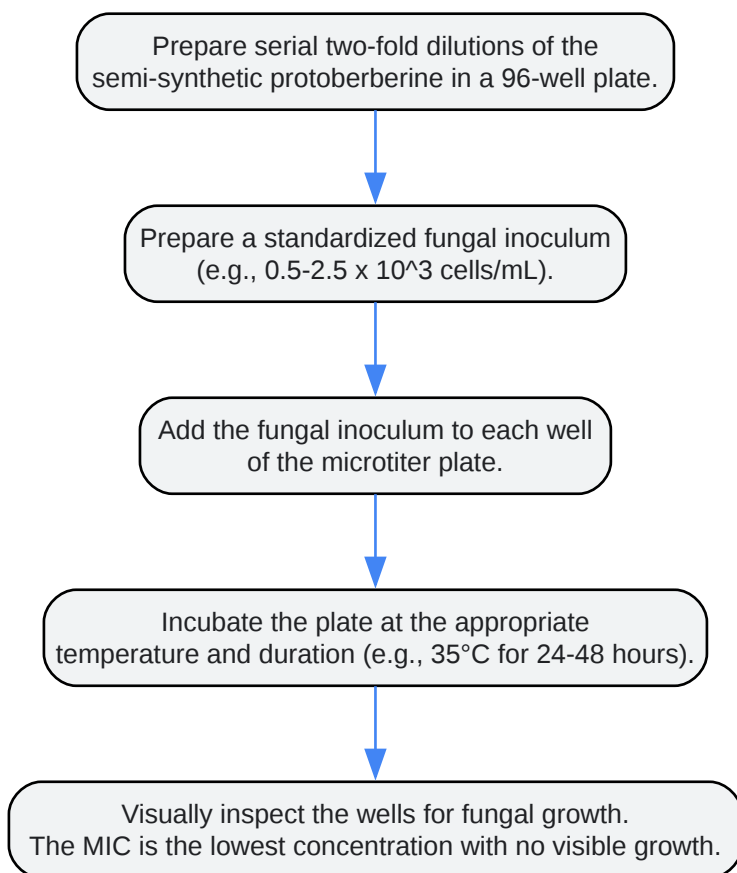 Prepare serial two-fold dilutions of the
semi-synthetic protoberberine in a 96-well plate.
Prepare a standardized fungal inoculum
(e.g., 0.5-2.5 x 10^3 cells/mL).
Add the fungal inoculum to each well
of the microtiter plate.
Incubate the plate at the appropriate
temperature and duration (e.g., 35°C for 24-48 hours).
Visually inspect the wells for fungal growth.
The MIC is the lowest concentration with no visible growth.